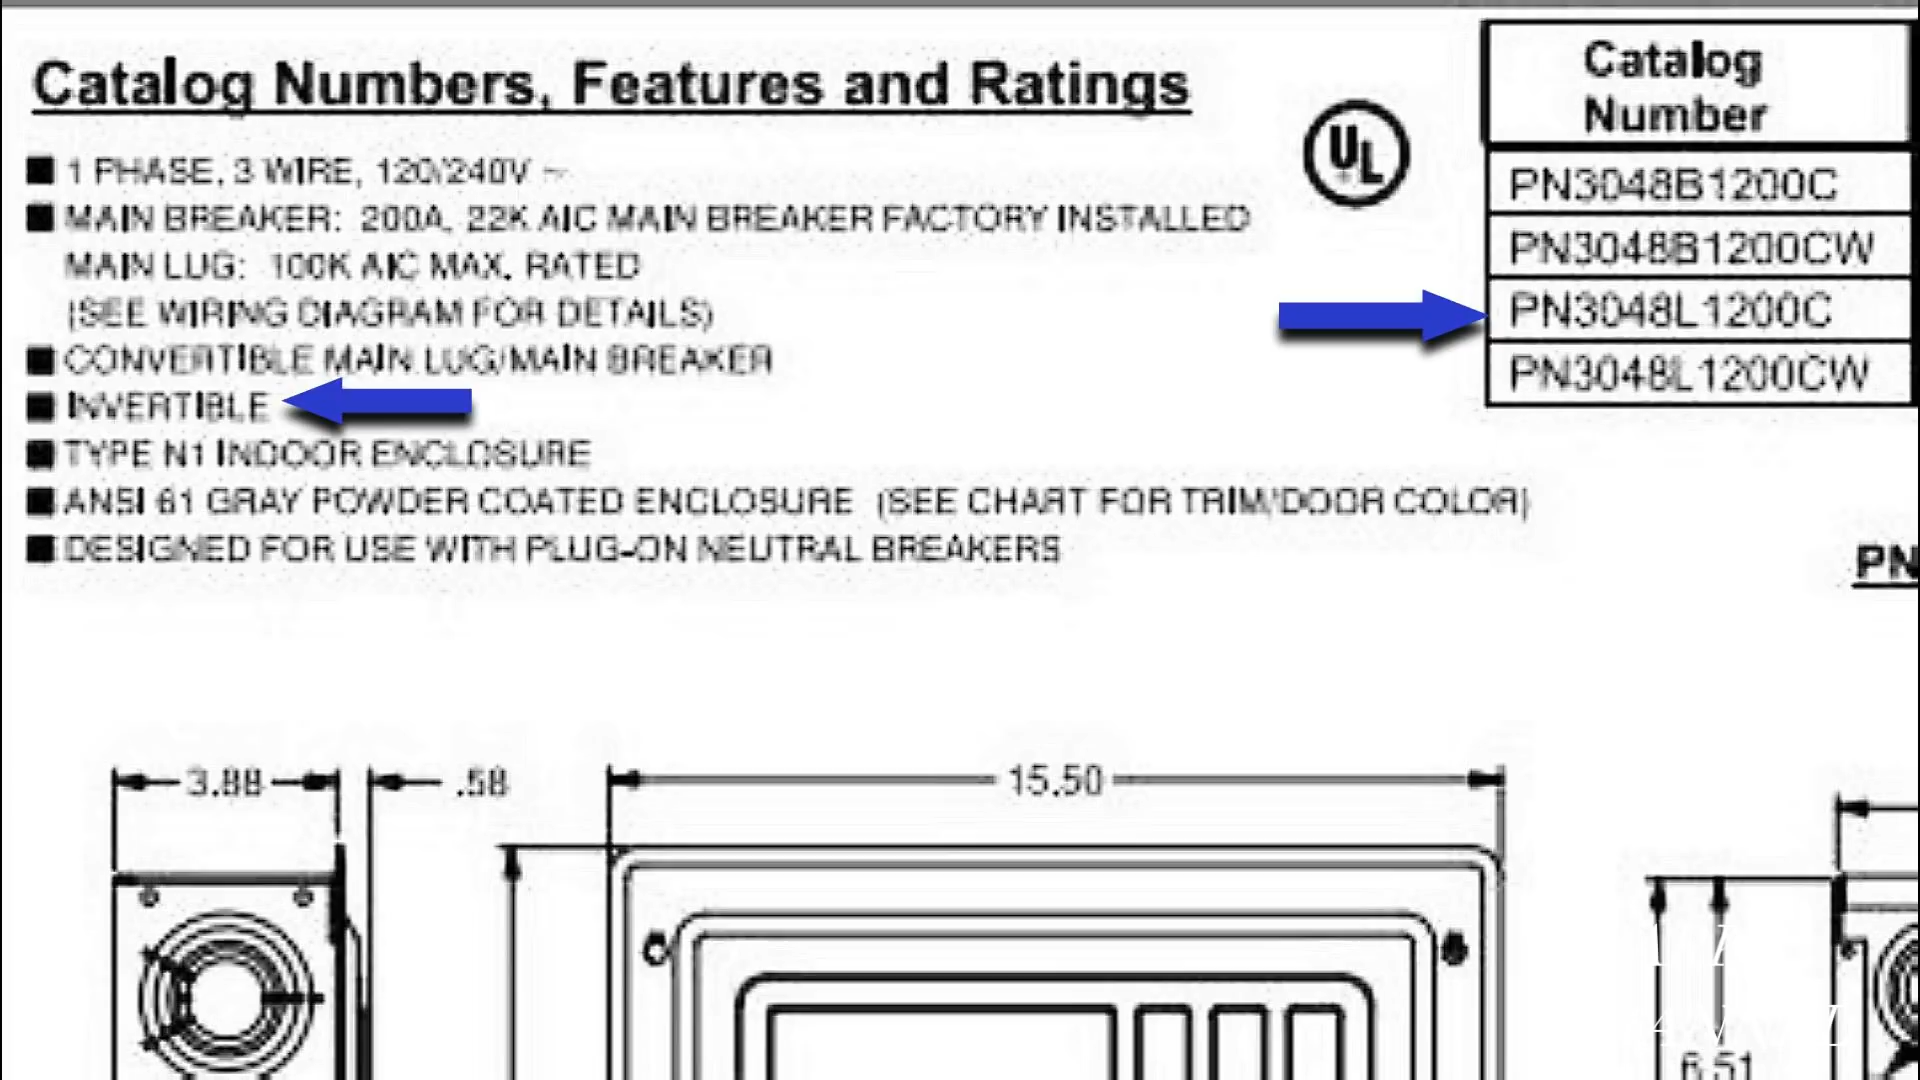 Catalog Numbers, Features and Ratings
1 PHASE, 3 WIRE, 120/240V ~
MAIN BREAKER: 200A, 22K AIC MAIN BREAKER FACTORY INSTALLED
MAIN LUG: 100K AIC MAX. RATED
(SEE WIRING DIAGRAM FOR DETAILS)
CONVERTIBLE MAIN LUG/MAIN BREAKER
INVERTIBLE
TYPE N1 INDOOR ENCLOSURE
ANSI 61 GRAY POWDER COATED ENCLOSURE (SEE CHART FOR TRIM/DOOR COLOR)
DESIGNED FOR USE WITH PLUG-ON NEUTRAL BREAKERS
UL
Catalog
Number
PN3048B1200C
PN3048B1200CW
PN3048L1200C
PN3048L1200CW
PN
3.88
.58
15.50
6.51